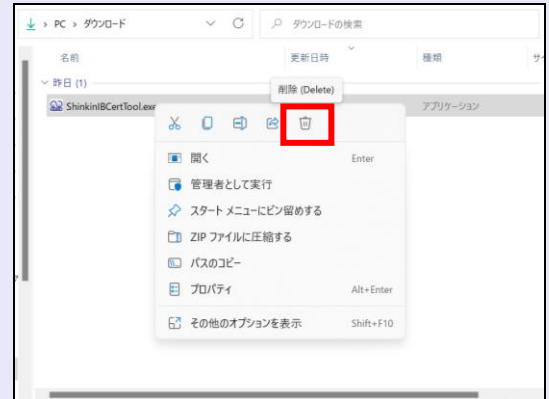 > PC > ダウンロード
ダウンロードの検索
名前 更新日時 種類
昨日 (1)
削除 (Delete)
ShinkinIBCertTool.exe アプリケーション
開く Enter
管理者として実行
スタート メニューにピン留めする
ZIP ファイルに圧縮する
パスのコピー
プロパティ Alt+Enter
その他のオプションを表示 Shift+F10